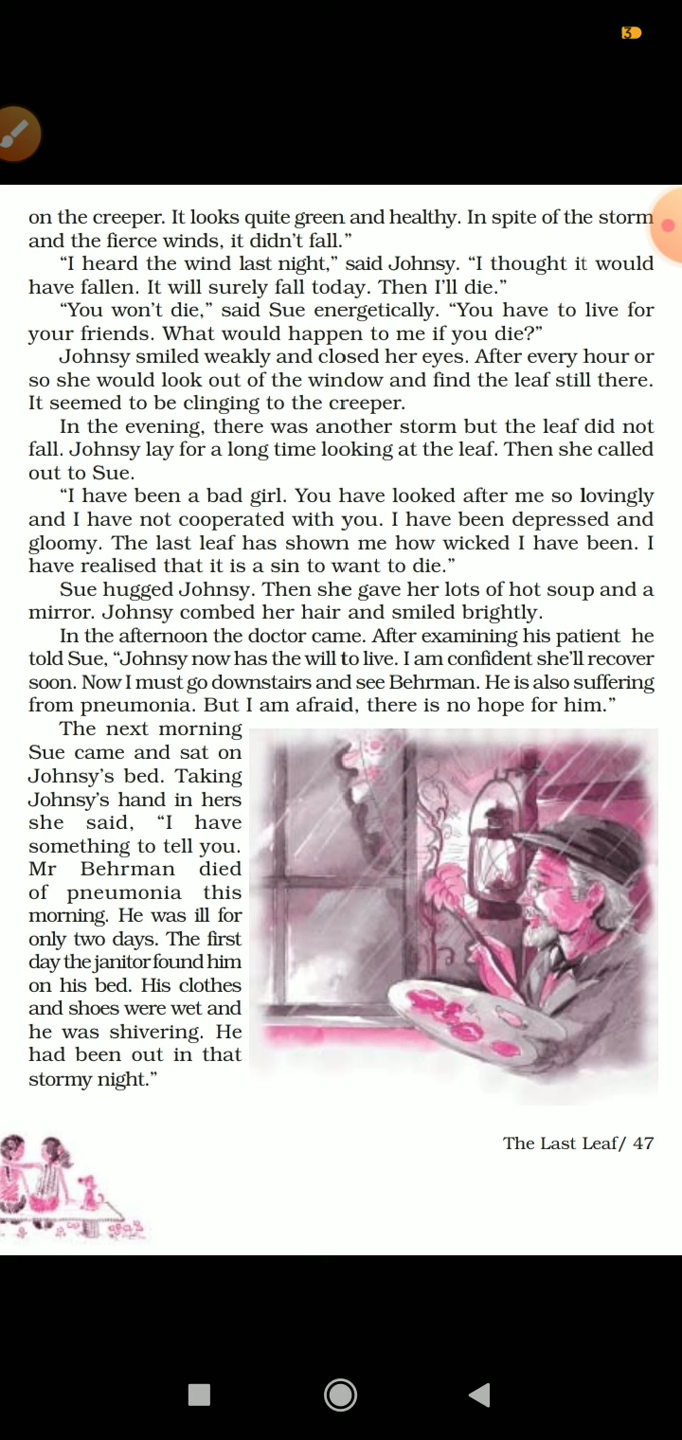 3
on the creeper. It looks quite green and healthy. In spite of the storm
and the fierce winds, it didn't fall.”
“I heard the wind last night,” said Johnsy. “I thought it would
have fallen. It will surely fall today. Then I'll die.”
“You won't die,” said Sue energetically. “You have to live for
your friends. What would happen to me if you die?”
Johnsy smiled weakly and closed her eyes. After every hour or
so she would look out of the window and find the leaf still there.
It seemed to be clinging to the creeper.
In the evening, there was another storm but the leaf did not
fall. Johnsy lay for a long time looking at the leaf. Then she called
out to Sue.
“I have been a bad girl. You have looked after me so lovingly
and I have not cooperated with you. I have been depressed and
gloomy. The last leaf has shown me how wicked I have been. I
have realised that it is a sin to want to die.”
Sue hugged Johnsy. Then she gave her lots of hot soup and a
mirror. Johnsy combed her hair and smiled brightly.
In the afternoon the doctor came. After examining his patient he
told Sue, “Johnsy now has the will to live. I am confident she'll recover
soon. Now I must go downstairs and see Behrman. He is also suffering
from pneumonia. But I am afraid, there is no hope for him.”
The next morning
Sue came and sat on
Johnsy's bed. Taking
Johnsy's hand in hers
she said, “I have
something to tell you.
Mr Behrman died
of pneumonia this
morning. He was ill for
only two days. The first
day the janitor found him
on his bed. His clothes
and shoes were wet and
he was shivering. He
had been out in that
stormy night.”
The Last Leaf/ 47